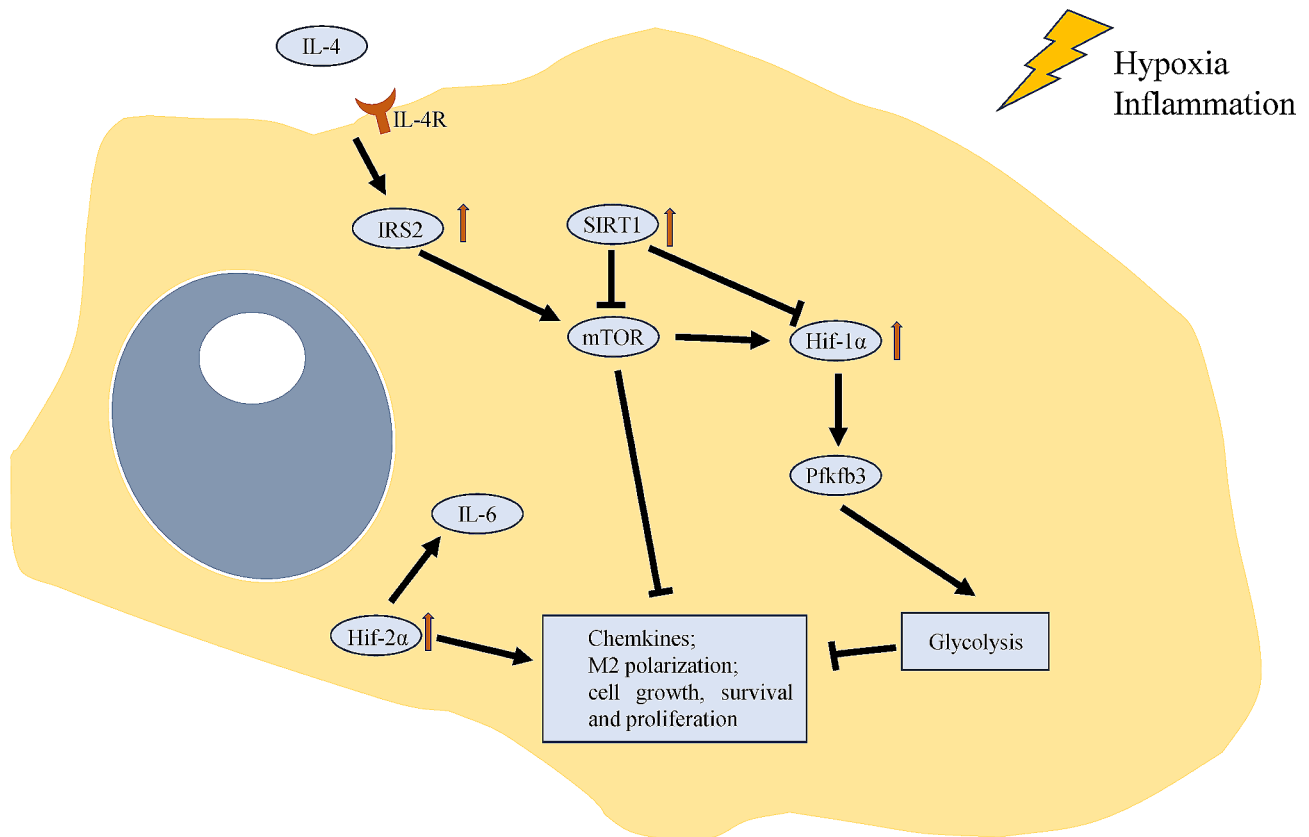 IL-4
Hypoxia
Inflammation
IL-4R
IRS2
SIRT1
mTOR
Hif-1α
Pfkfb3
IL-6
Hif-2α
Chemkines;
M2 polarization;
cell growth, survival
and proliferation
Glycolysis